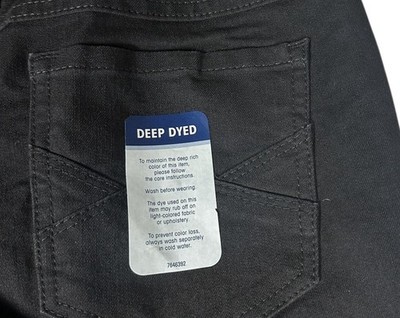 DEEP DYED
To maintain the deep rich
color of this item,
please follow
the care instructions.
Wash before wearing.
The dye used on this
item may rub off on
light-colored fabric
or upholstery.
To prevent color loss,
always wash separately
in cold water.
7046392